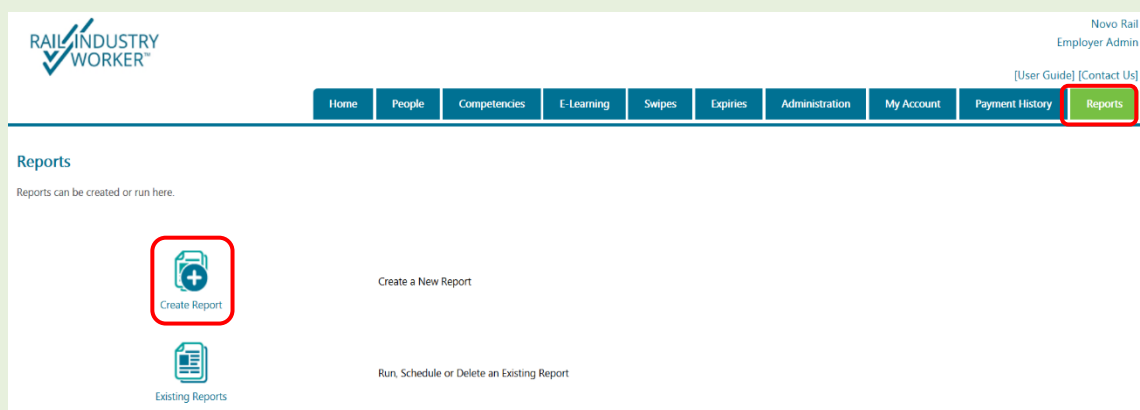 RAIL INDUSTRY
WORKER™
Novo Rail
Employer Admin
[User Guide] [Contact Us]
Home People Competencies E-Learning Swipes Expiries Administration My Account Payment History Reports
Reports
Reports can be created or run here.
Create Report
Create a New Report
Existing Reports
Run, Schedule or Delete an Existing Report